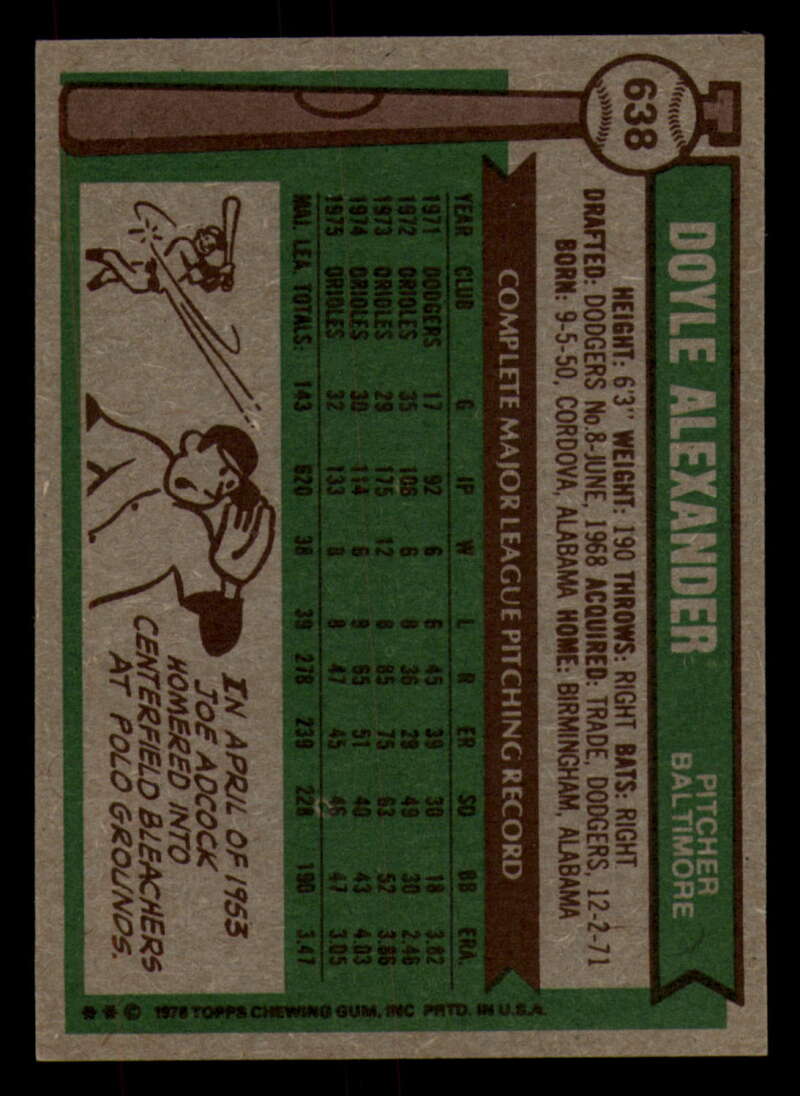 638
DOYLE ALEXANDER
PITCHER
BALTIMORE
HEIGHT: 6'3" WEIGHT: 190 THROWS: RIGHT BATS: RIGHT
DRAFTED: DODGERS No.8-JUNE, 1968 ACQUIRED: TRADE, DODGERS, 12-2-71
BORN: 9-5-50, CORDOVA, ALABAMA HOME: BIRMINGHAM, ALABAMA
COMPLETE MAJOR LEAGUE PITCHING RECORD
YEAR CLUB G IP W L R ER SO BB ERA
1971 DODGERS 17 92 6 6 45 39 30 18 3.82
1972 ORIOLES 35 106 6 8 36 29 49 30 2.46
1973 ORIOLES 29 175 12 8 85 75 63 52 3.86
1974 ORIOLES 30 114 6 9 65 51 40 43 4.03
1975 ORIOLES 32 133 8 8 47 45 46 47 3.05
MAJ. LEA. TOTALS: 143 620 38 39 278 239 228 190 3.47
IN APRIL OF 1953
JOE ADCOCK
HOMERED INTO
CENTERFIELD BLEACHERS
AT POLO GROUNDS.
* * © 1976 TOPPS CHEWING GUM, INC PRTD. IN U.S.A.